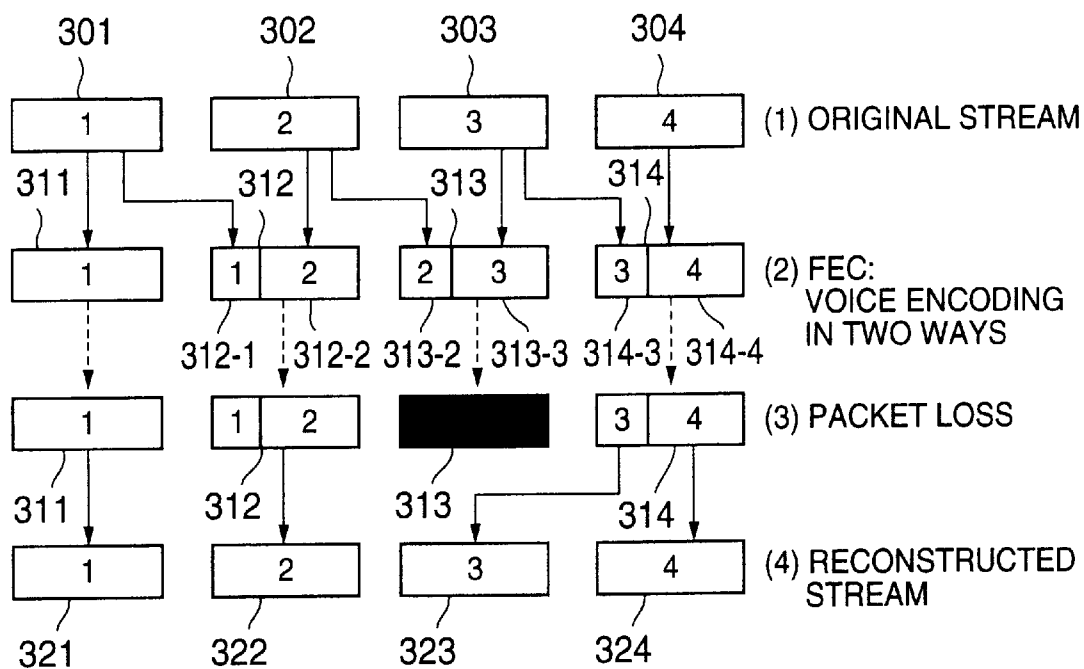 301 302 303 304
1 2 3 4 (1) ORIGINAL STREAM
311 312 313 314
1 1 2 2 3 3 4 (2) FEC:
VOICE ENCODING
IN TWO WAYS
312-1 312-2 313-2 313-3 314-3 314-4
1 1 2 3 4 (3) PACKET LOSS
311 312 313 314
1 2 3 4 (4) RECONSTRUCTED
STREAM
321 322 323 324